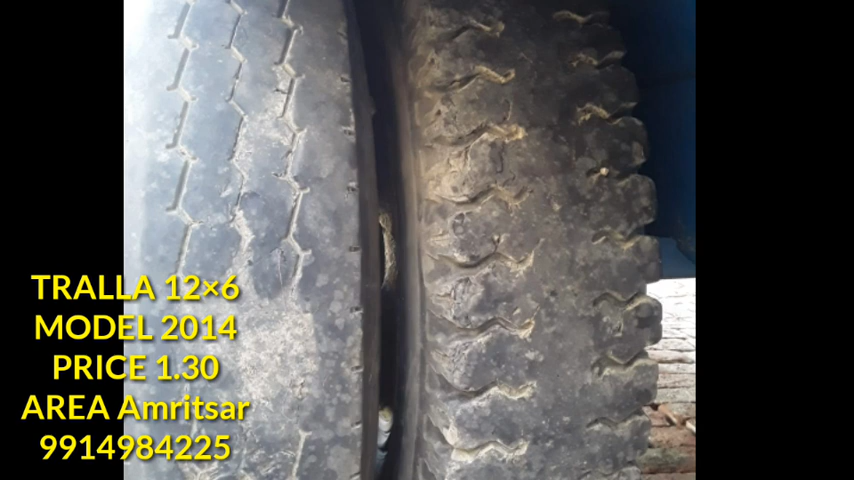 TRALLA 12×6
MODEL 2014
PRICE 1.30
AREA Amritsar
9914984225